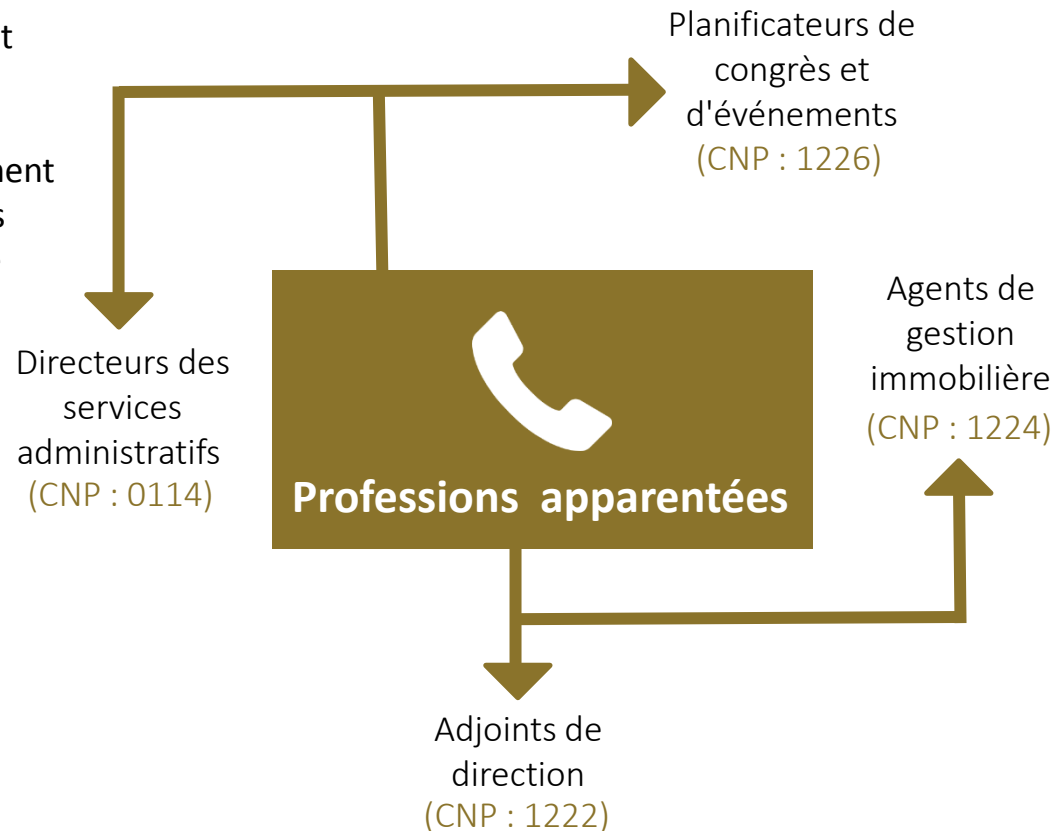 t
Planificateurs de
congrès et
d'événements
(CNP : 1226)
nent
s
Directeurs des
services
administratifs
(CNP : 0114)
Agents de
gestion
immobilière
(CNP : 1224)
Professions apparentées
Adjoints de
direction
(CNP : 1222)